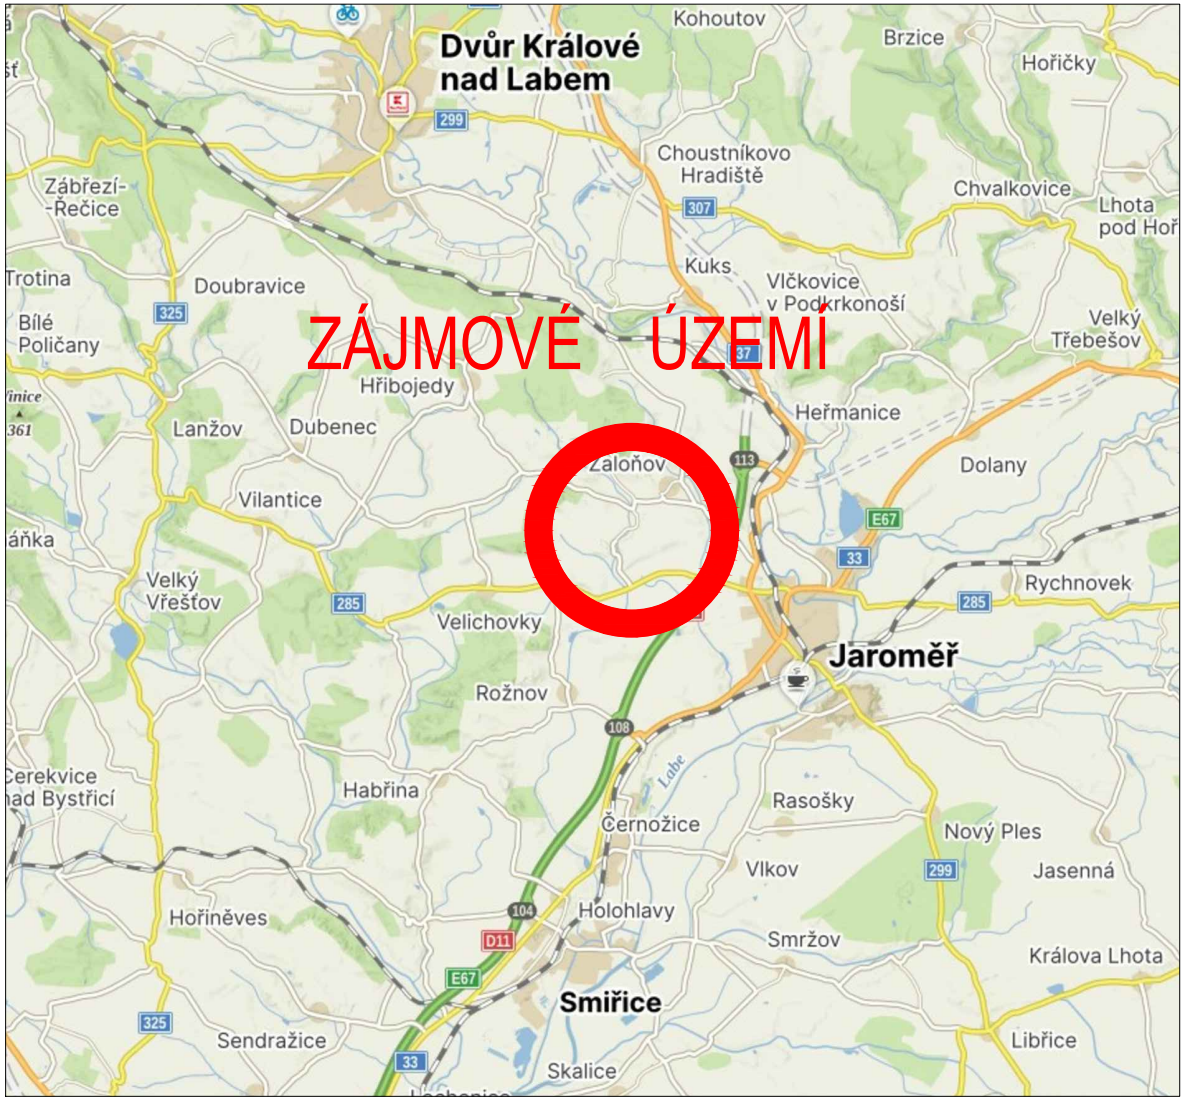 Kohoutov
Brzice
Dvůr Králové
nad Labem
Hořičky
299
Choustníkovo
Hradiště
Zábřezí-
-Řečice
Chvalkovice
307
Lhota
pod Hoř
Kuks
Trotina
Doubravice
Vlčkovice
v Podkrkonoší
325
Bílé
Poličany
Velký
Třebešov
ZÁJMOVÉ ÚZEMÍ
37
Hřibojedy
inice
361
Heřmanice
Lanžov
Dubenec
Zaloňov
113
Dolany
Vilantice
E67
áňka
33
Velký
Vřešťov
Rychnovek
285
285
Velichovky
Jaroměř
Rožnov
108
Labe
Cerekvice
nad Bystřicí
Habřina
Rasošky
Černožice
Nový Ples
Vlkov
299
Jasenná
Hořiněves
104
Holohlavy
D11
Smržov
Králova Lhota
E67
Smiřice
325
Sendražice
Libřice
33
Skalice